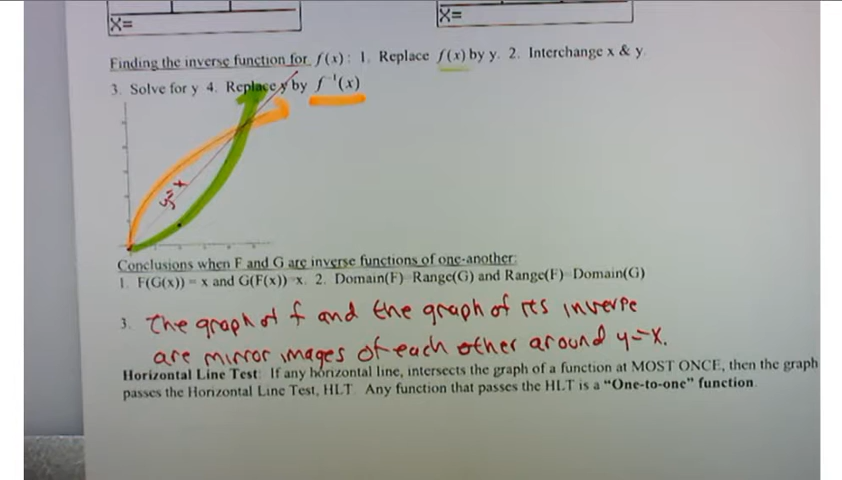 X=
X=
Finding the inverse function for f(x): 1. Replace f(x) by y. 2. Interchange x & y.
3. Solve for y 4. Replace y by f⁻¹(x)
y=x
Conclusions when F and G are inverse functions of one-another:
1. F(G(x)) = x and G(F(x)) x. 2. Domain(F) Range(G) and Range(F) Domain(G)
3. The graph of f and the graph of its inverse
are mirror images of each other around y=x.
Horizontal Line Test: If any horizontal line, intersects the graph of a function at MOST ONCE, then the graph
passes the Horizontal Line Test, HLT. Any function that passes the HLT is a “One-to-one” function.